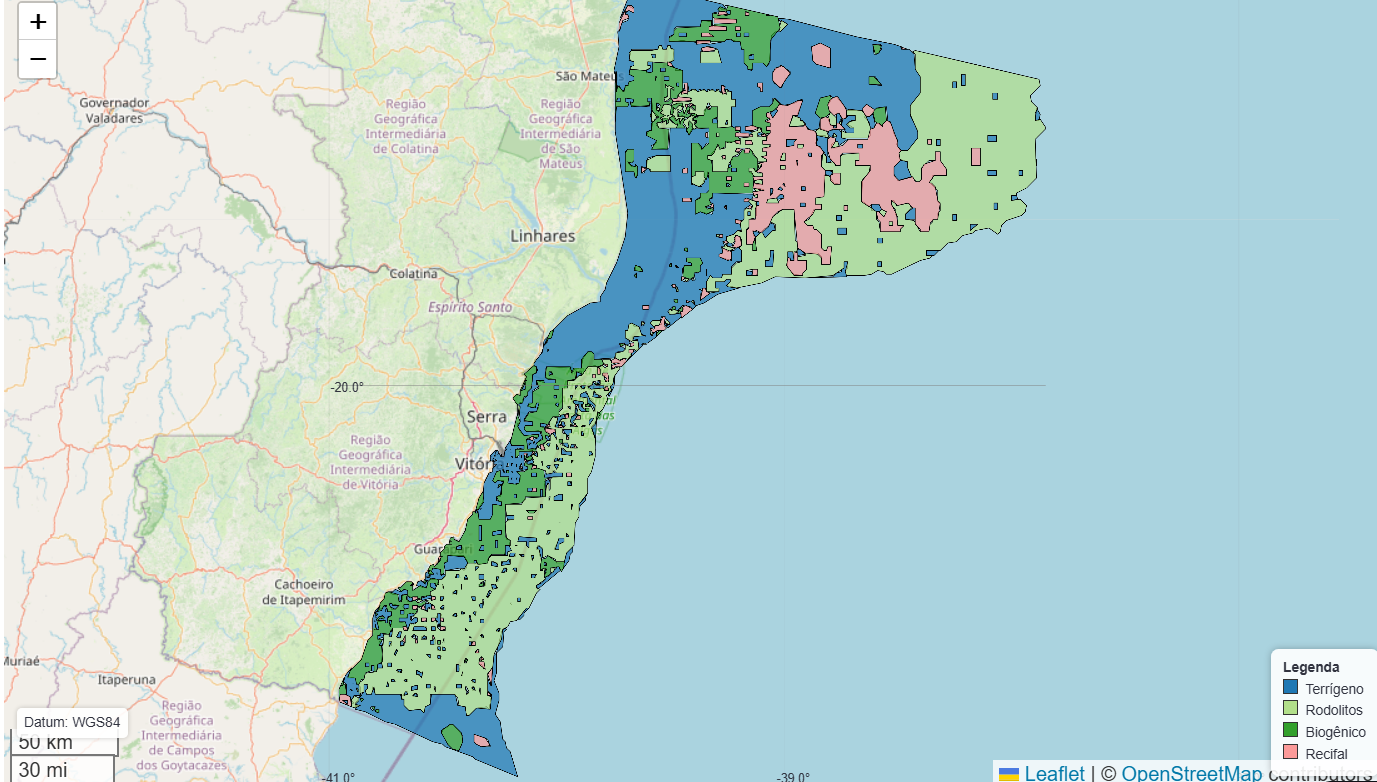 +
−
São Mateus
Governador
Valadares
Região
Geográfica
Intermediária
de Colatina
Região
Geográfica
Intermediária
de São
Mateus
Linhares
Colatina
Espírito Santo
-20.0°
Serra
Região
Geográfica
Intermediária
de Vitória
Guarapari
Cachoeiro
de Itapemirim
Muriaé
Itaperuna
Região
Geográfica
Intermediária
de Campos
dos Goytacazes
Datum: WGS84
50 km
30 mi
-41.0°
-39.0°
Legenda
Terrígeno
Rodolitos
Biogênico
Recifal
Leaflet | © OpenStreetMap contributors